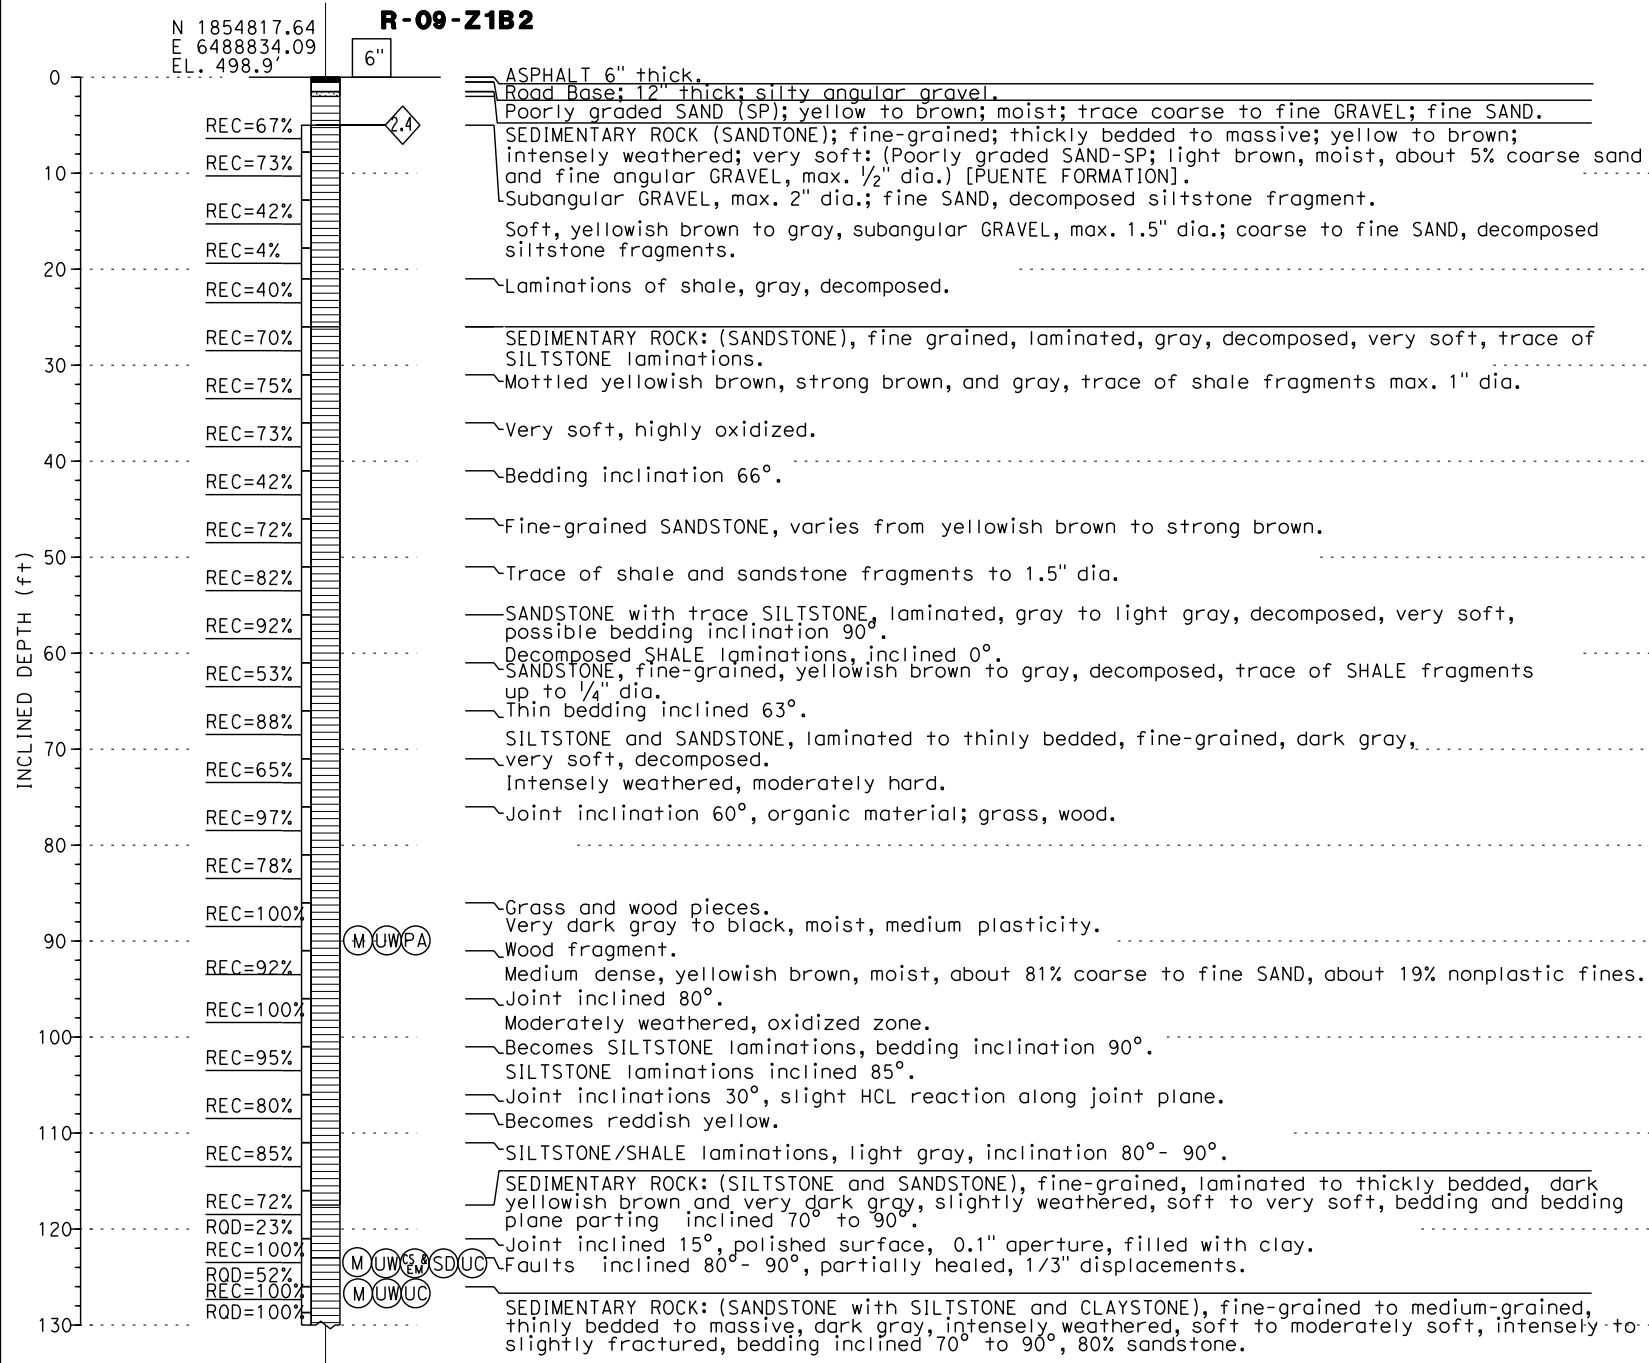 R-09-Z1B2
N 1854817.64
E 6488834.09
EL. 498.9'
6"
INCLINED DEPTH (ft)
0
10
20
30
40
50
60
70
80
90
100
110
120
130
REC=67%
2.4
REC=73%
REC=42%
REC=4%
REC=40%
REC=70%
REC=75%
REC=73%
REC=42%
REC=72%
REC=82%
REC=92%
REC=53%
REC=88%
REC=65%
REC=97%
REC=78%
REC=100%
M UW PA
REC=92%
REC=100%
REC=95%
REC=80%
REC=85%
REC=72%
RQD=23%
REC=100%
M UW CS & EM SD UC
RQD=52%
REC=100%
M UW UC
RQD=100%
ASPHALT 6" thick.
Road Base; 12" thick; silty angular gravel.
Poorly graded SAND (SP); yellow to brown; moist; trace coarse to fine GRAVEL; fine SAND.
SEDIMENTARY ROCK (SANDTONE); fine-grained; thickly bedded to massive; yellow to brown;
intensely weathered; very soft: (Poorly graded SAND-SP; light brown, moist, about 5% coarse sand
and fine angular GRAVEL, max. 1/2" dia.) [PUENTE FORMATION].
Subangular GRAVEL, max. 2" dia.; fine SAND, decomposed siltstone fragment.
Soft, yellowish brown to gray, subangular GRAVEL, max. 1.5" dia.; coarse to fine SAND, decomposed
siltstone fragments.
Laminations of shale, gray, decomposed.
SEDIMENTARY ROCK: (SANDSTONE), fine grained, laminated, gray, decomposed, very soft, trace of
SILTSTONE laminations.
Mottled yellowish brown, strong brown, and gray, trace of shale fragments max. 1" dia.
Very soft, highly oxidized.
Bedding inclination 66°.
Fine-grained SANDSTONE, varies from yellowish brown to strong brown.
Trace of shale and sandstone fragments to 1.5" dia.
SANDSTONE with trace SILTSTONE, laminated, gray to light gray, decomposed, very soft,
possible bedding inclination 90°.
Decomposed SHALE laminations, inclined 0°.
SANDSTONE, fine-grained, yellowish brown to gray, decomposed, trace of SHALE fragments
up to 1/4" dia.
Thin bedding inclined 63°.
SILTSTONE and SANDSTONE, laminated to thinly bedded, fine-grained, dark gray,
very soft, decomposed.
Intensely weathered, moderately hard.
Joint inclination 60°, organic material; grass, wood.
Grass and wood pieces.
Very dark gray to black, moist, medium plasticity.
Wood fragment.
Medium dense, yellowish brown, moist, about 81% coarse to fine SAND, about 19% nonplastic fines.
Joint inclined 80°.
Moderately weathered, oxidized zone.
Becomes SILTSTONE laminations, bedding inclination 90°.
SILTSTONE laminations inclined 85°.
Joint inclinations 30°, slight HCL reaction along joint plane.
Becomes reddish yellow.
SILTSTONE/SHALE laminations, light gray, inclination 80°- 90°.
SEDIMENTARY ROCK: (SILTSTONE and SANDSTONE), fine-grained, laminated to thickly bedded, dark
yellowish brown and very dark gray, slightly weathered, soft to very soft, bedding and bedding
plane parting inclined 70° to 90°.
Joint inclined 15°, polished surface, 0.1" aperture, filled with clay.
Faults inclined 80°- 90°, partially healed, 1/3" displacements.
SEDIMENTARY ROCK: (SANDSTONE with SILTSTONE and CLAYSTONE), fine-grained to medium-grained,
thinly bedded to massive, dark gray, intensely weathered, soft to moderately soft, intensely to
slightly fractured, bedding inclined 70° to 90°, 80% sandstone.